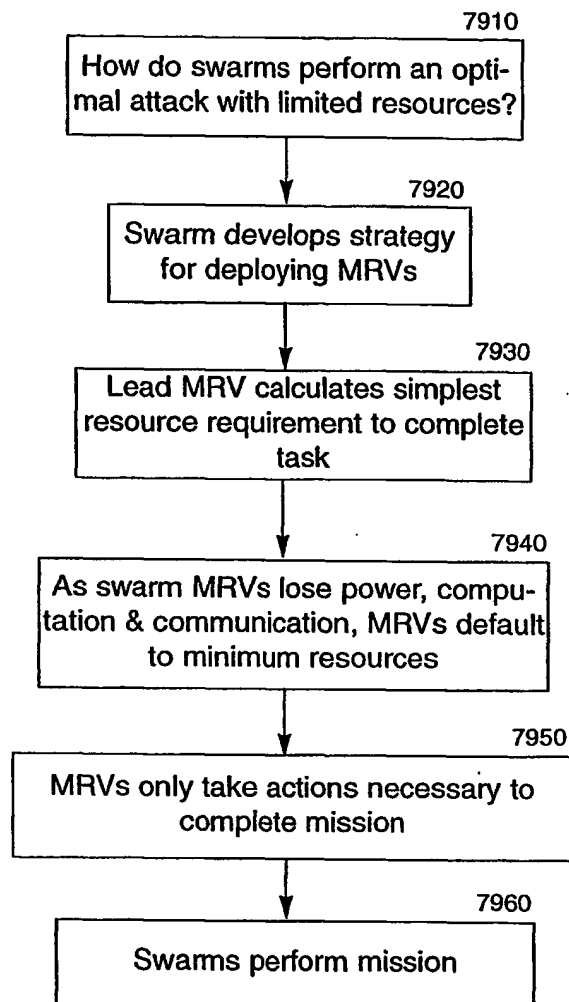 7910
How do swarms perform an opti-
mal attack with limited resources?
7920
Swarm develops strategy
for deploying MRVs
7930
Lead MRV calculates simplest
resource requirement to complete
task
7940
As swarm MRVs lose power, compu-
tation & communication, MRVs default
to minimum resources
7950
MRVs only take actions necessary to
complete mission
7960
Swarms perform mission